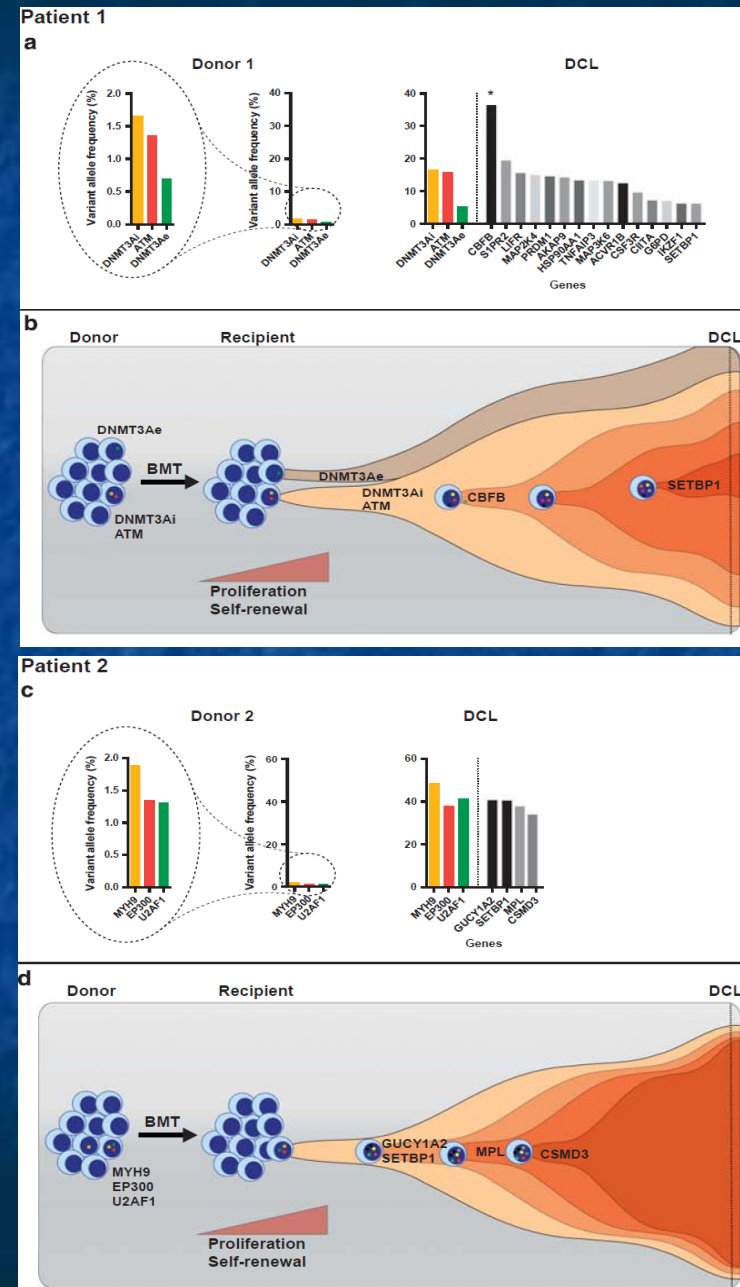 Patient 1
a
Donor 1
DCL
Variant allele frequency (%)
2.0
1.5
1.0
0.5
0.0
DNMT3Ai
ATM
DNMT3Ae
Variant allele frequency (%)
40
30
20
10
0
DNMT3Ai
ATM
DNMT3Ae
40
30
20
10
0
*
DNMT3Ai
ATM
DNMT3Ae
CBFB
S1PR2
LIFR
MAP2K4
PRDM1
AKAP9
HSP90AA1
TNFAIP3
MAP3K6
ACVR1B
CSF3R
CIITA
G6PD
IKZF1
SETBP1
Genes
b
Donor
Recipient
DCL
DNMT3Ae
BMT
DNMT3Ai
ATM
DNMT3Ae
DNMT3Ai
ATM
CBFB
SETBP1
Proliferation
Self-renewal
Patient 2
c
Donor 2
DCL
Variant allele frequency (%)
2.0
1.5
1.0
0.5
0.0
MYH9
EP300
U2AF1
Variant allele frequency (%)
60
40
20
0
MYH9
EP300
U2AF1
60
40
20
0
MYH9
EP300
U2AF1
GUCY1A2
SETBP1
MPL
CSMD3
Genes
d
Donor
Recipient
DCL
BMT
MYH9
EP300
U2AF1
GUCY1A2
SETBP1
MPL
CSMD3
Proliferation
Self-renewal